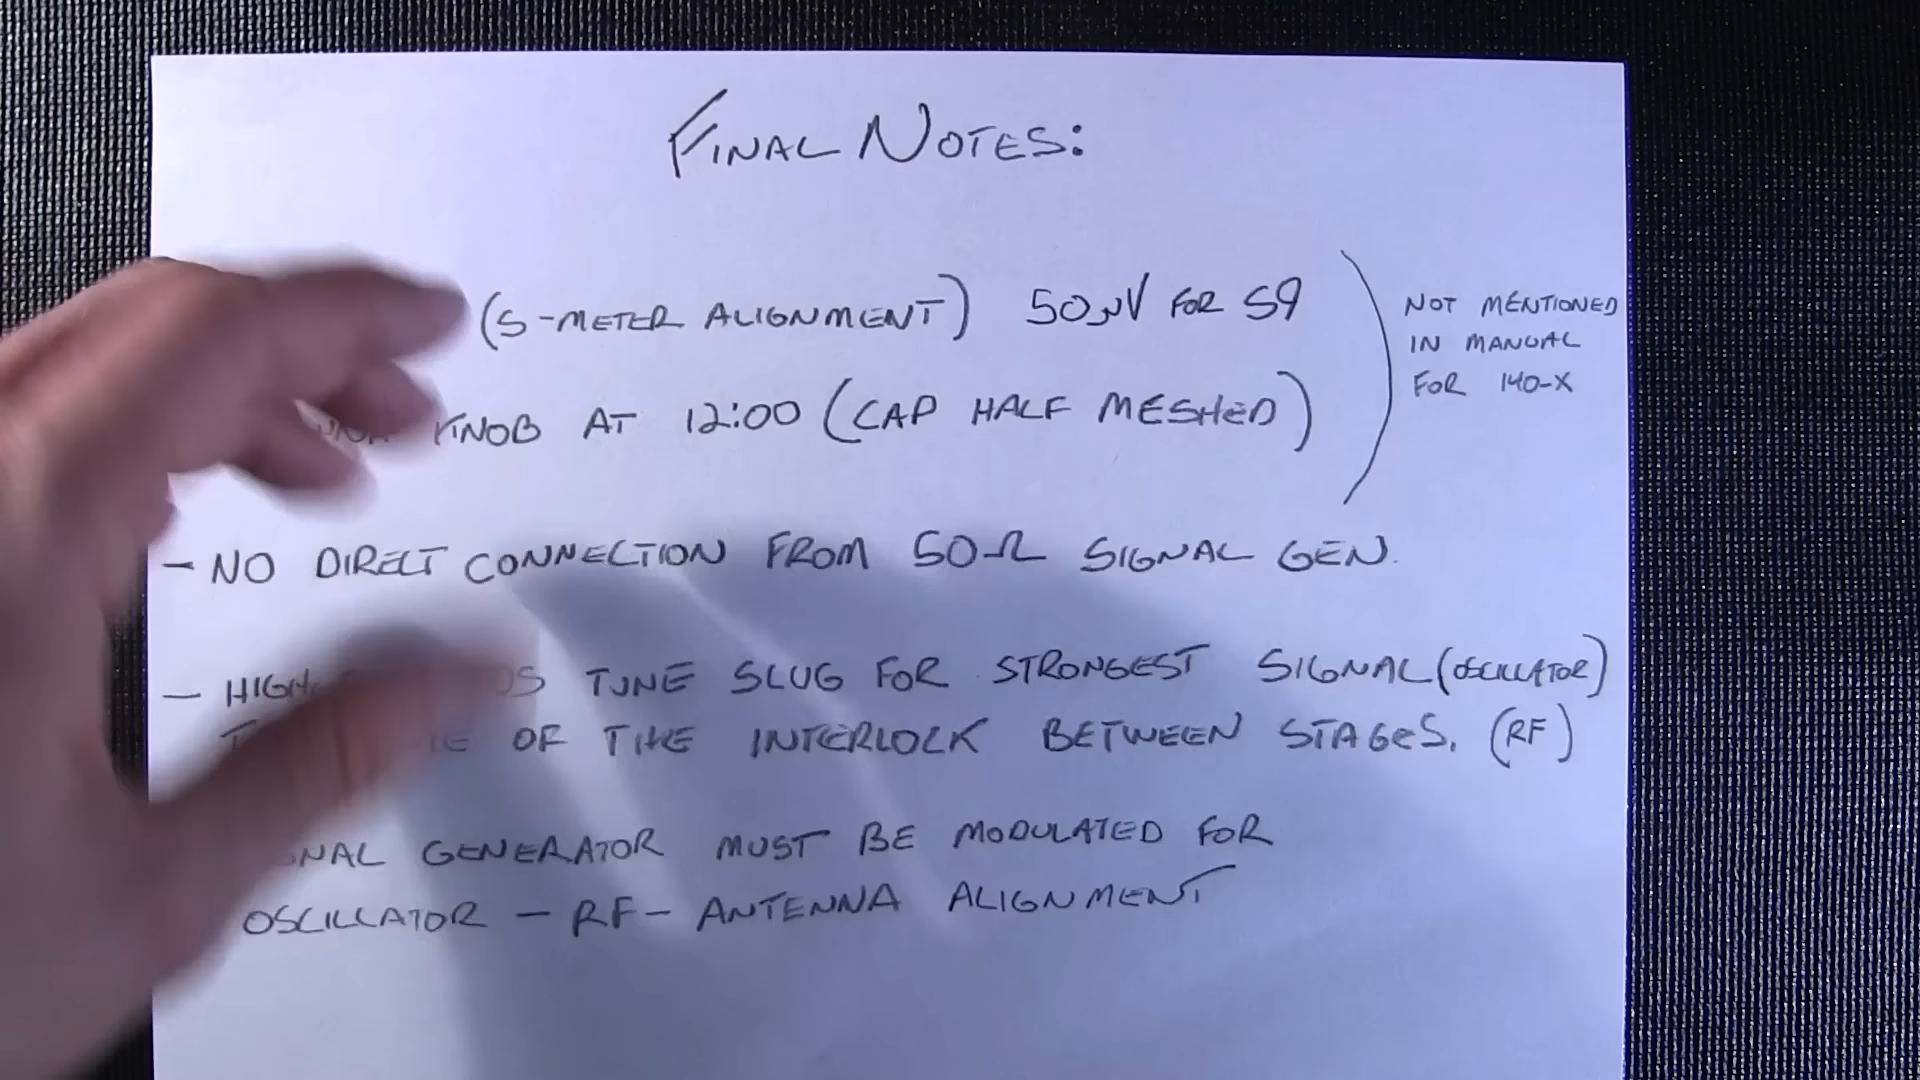 FINAL NOTES:
(S-METER ALIGNMENT) 50µV FOR S9
KNOB AT 12:00 (CAP HALF MESHED)
NOT MENTIONED
IN MANUAL
FOR 140-X
- NO DIRECT CONNECTION FROM 50Ω SIGNAL GEN.
- HIGH TUNE SLUG FOR STRONGEST SIGNAL (OSCILLATOR)
OF THE INTERLOCK BETWEEN STAGES. (RF)
GENERATOR MUST BE MODULATED FOR
OSCILLATOR - RF - ANTENNA ALIGNMENT